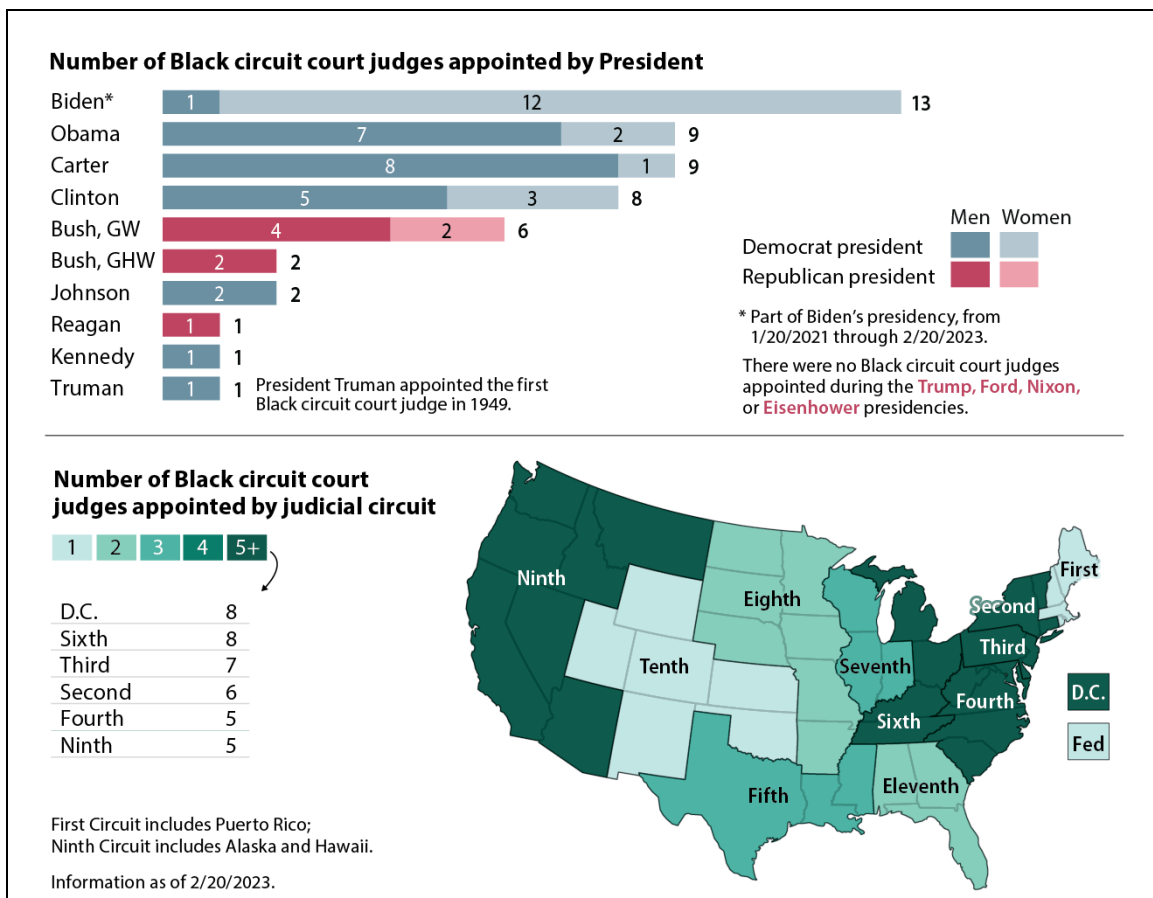 Number of Black circuit court judges appointed by President
Biden* 1 12 13
Obama 7 2 9
Carter 8 1 9
Clinton 5 3 8
Bush, GW 4 2 6
Bush, GHW 2 2
Johnson 2 2
Reagan 1 1
Kennedy 1 1
Truman 1 1
President Truman appointed the first
Black circuit court judge in 1949.
Men Women
Democrat president
Republican president
* Part of Biden's presidency, from
1/20/2021 through 2/20/2023.
There were no Black circuit court judges
appointed during the Trump, Ford, Nixon,
or Eisenhower presidencies.
Number of Black circuit court
judges appointed by judicial circuit
1 2 3 4 5+
D.C. 8
Sixth 8
Third 7
Second 6
Fourth 5
Ninth 5
First Circuit includes Puerto Rico;
Ninth Circuit includes Alaska and Hawaii.
Information as of 2/20/2023.
First
Ninth
Eighth
Second
Third
Tenth
Seventh
Fourth
Sixth
Eleventh
Fifth
D.C.
Fed